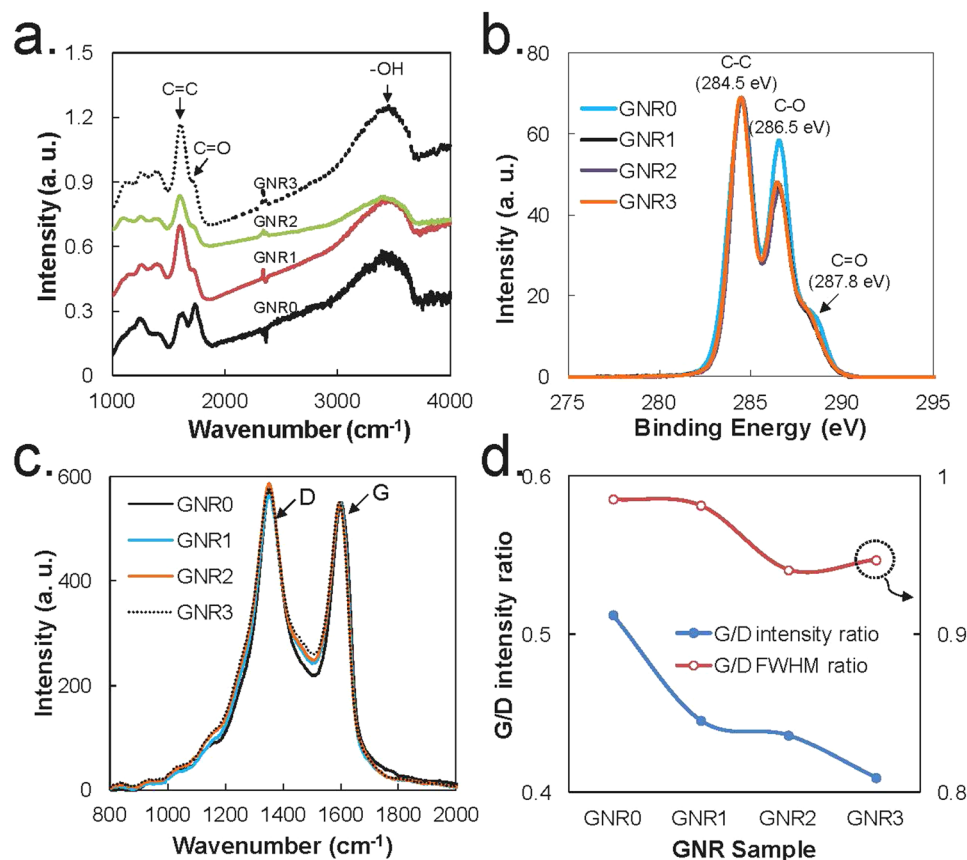 a.
Intensity (a. u.)
1.5
1.2
0.9
0.6
0.3
0
C=C
C=O
-OH
GNR3
GNR2
GNR1
GNR0
1000
2000
3000
4000
Wavenumber (cm-1)
b.
Intensity (a. u.)
80
60
40
20
0
C-C
(284.5 eV)
C-O
(286.5 eV)
C=O
(287.8 eV)
GNR0
GNR1
GNR2
GNR3
275
280
285
290
295
Binding Energy (eV)
c.
Intensity (a. u.)
600
400
200
0
GNR0
GNR1
GNR2
GNR3
D
G
800
1000
1200
1400
1600
1800
2000
Wavenumber (cm-1)
d.
G/D intensity ratio
0.6
0.5
0.4
1
0.9
0.8
G/D intensity ratio
G/D FWHM ratio
GNR0
GNR1
GNR2
GNR3
GNR Sample